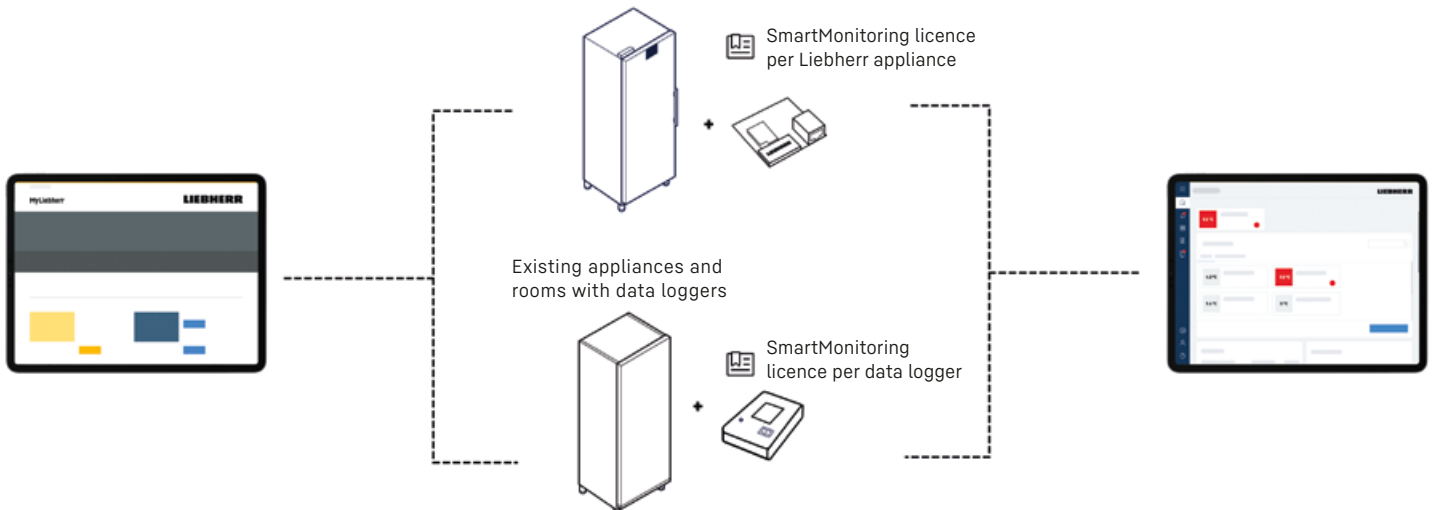 SmartMonitoring licence
per Liebherr appliance
MyLiebherr
LIEBHERR
LIEBHERR
Existing appliances and
rooms with data loggers
SmartMonitoring
licence per data logger